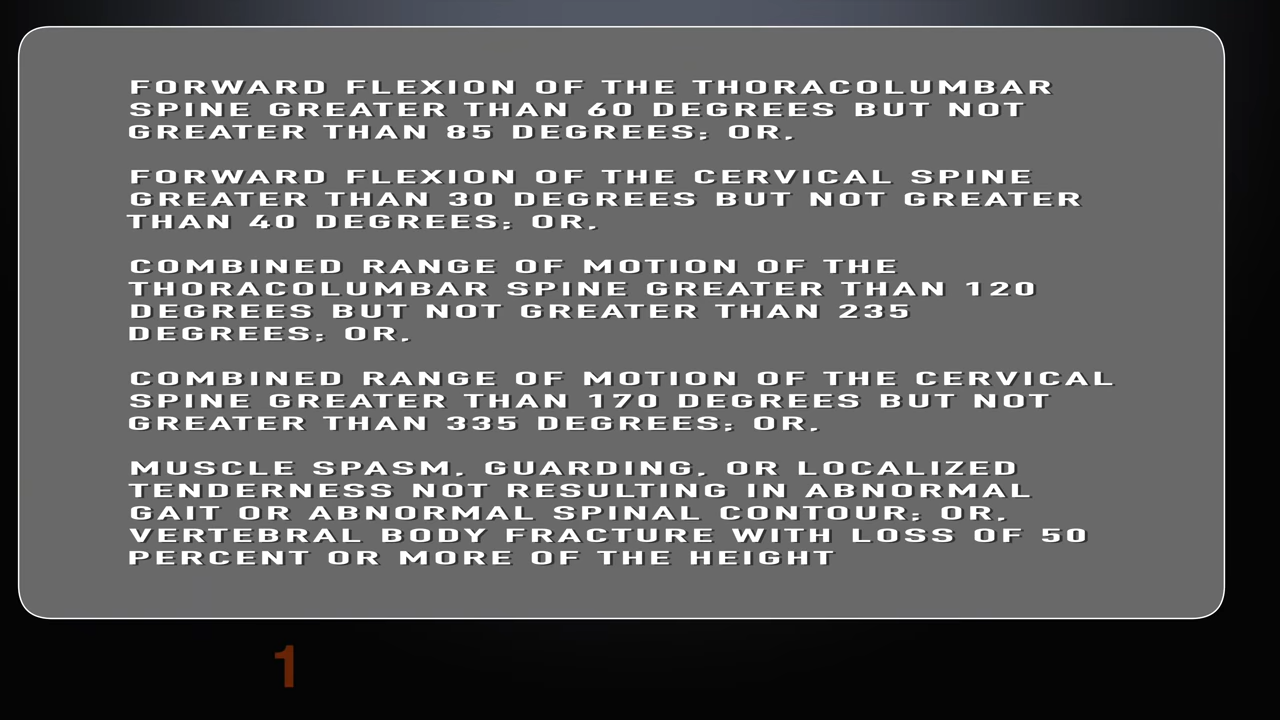 FORWARD FLEXION OF THE THORACOLUMBAR
SPINE GREATER THAN 60 DEGREES BUT NOT
GREATER THAN 85 DEGREES; OR,
FORWARD FLEXION OF THE CERVICAL SPINE
GREATER THAN 30 DEGREES BUT NOT GREATER
THAN 40 DEGREES; OR,
COMBINED RANGE OF MOTION OF THE
THORACOLUMBAR SPINE GREATER THAN 120
DEGREES BUT NOT GREATER THAN 235
DEGREES; OR,
COMBINED RANGE OF MOTION OF THE CERVICAL
SPINE GREATER THAN 170 DEGREES BUT NOT
GREATER THAN 335 DEGREES; OR,
MUSCLE SPASM, GUARDING, OR LOCALIZED
TENDERNESS NOT RESULTING IN ABNORMAL
GAIT OR ABNORMAL SPINAL CONTOUR; OR,
VERTEBRAL BODY FRACTURE WITH LOSS OF 50
PERCENT OR MORE OF THE HEIGHT
1